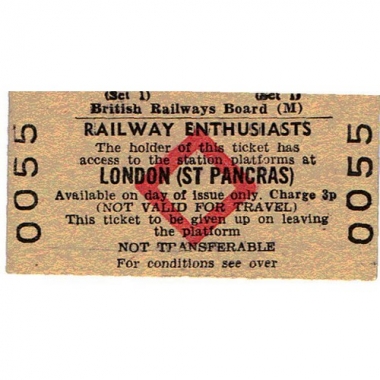 (Set 1) (Set 1)
British Railways Board (M)
RAILWAY ENTHUSIASTS
The holder of this ticket has
access to the station platforms at
LONDON (ST PANCRAS)
Available on day of issue only. Charge 3p
(NOT VALID FOR TRAVEL)
This ticket to be given up on leaving
the platform
NOT TRANSFERABLE
For conditions see over
0055
0055